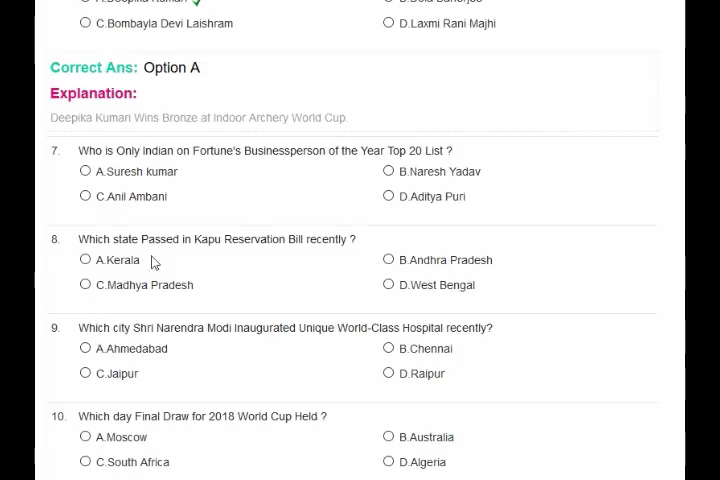 C.Bombayla Devi Laishram
D.Laxmi Rani Majhi
Correct Ans: Option A
Explanation:
Deepika Kumari Wins Bronze at Indoor Archery World Cup.
7. Who is Only Indian on Fortune's Businessperson of the Year Top 20 List ?
A.Suresh kumar
B.Naresh Yadav
C.Anil Ambani
D.Aditya Puri
8. Which state Passed in Kapu Reservation Bill recently ?
A.Kerala
B.Andhra Pradesh
C.Madhya Pradesh
D.West Bengal
9. Which city Shri Narendra Modi Inaugurated Unique World-Class Hospital recently?
A.Ahmedabad
B.Chennai
C.Jaipur
D.Raipur
10. Which day Final Draw for 2018 World Cup Held ?
A.Moscow
B.Australia
C.South Africa
D.Algeria